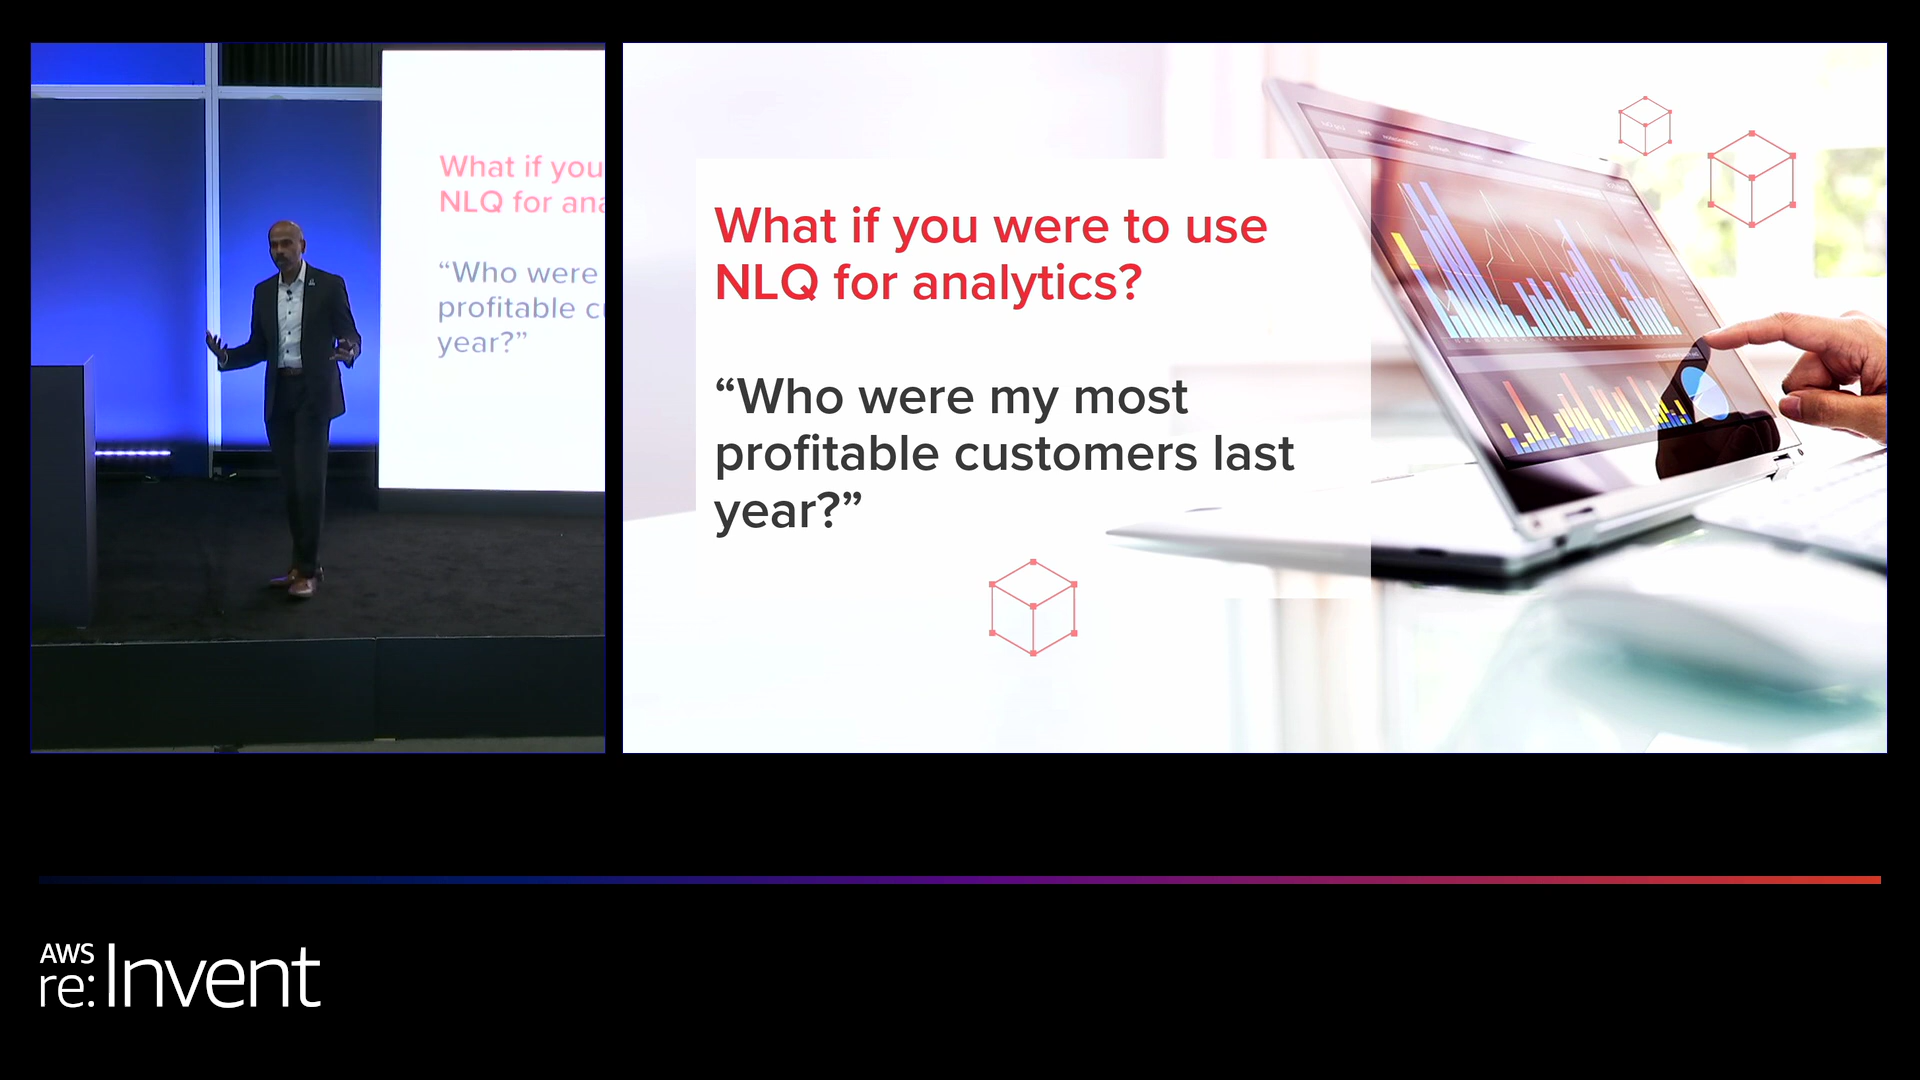 What if you
NLQ for ana
“Who were
profitable c
year?”
What if you were to use
NLQ for analytics?
“Who were my most
profitable customers last
year?”
AWS
re:Invent